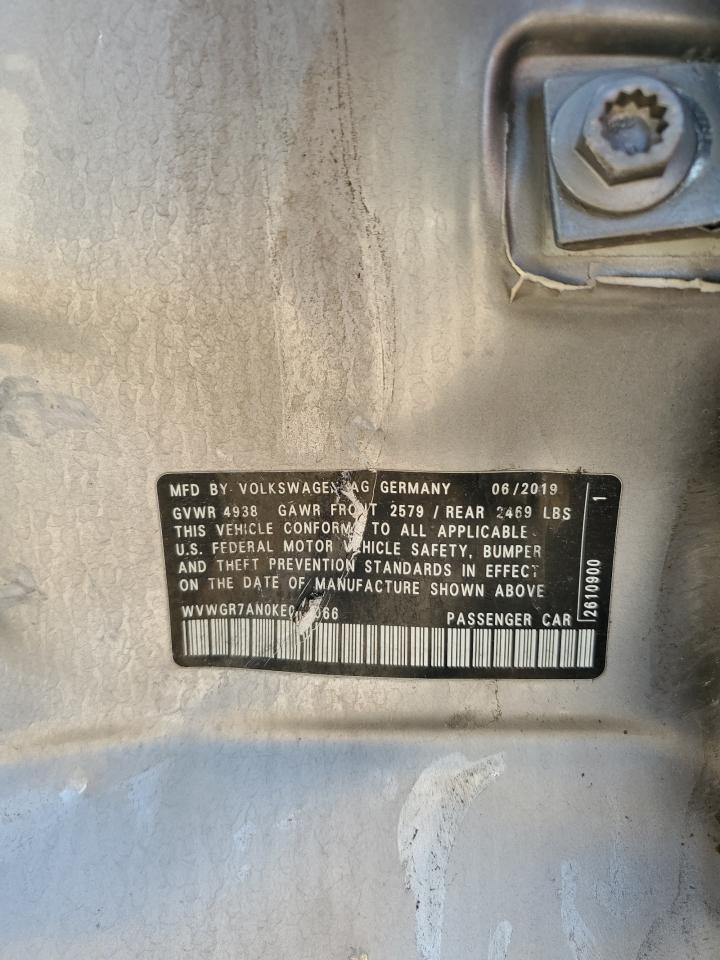 MFD BY VOLKSWAGEN AG GERMANY 06/2019
GVWR 4938 GAWR FRONT 2579 / REAR 2469 LBS
THIS VEHICLE CONFORMS TO ALL APPLICABLE
U.S. FEDERAL MOTOR VEHICLE SAFETY, BUMPER
AND THEFT PREVENTION STANDARDS IN EFFECT
ON THE DATE OF MANUFACTURE SHOWN ABOVE
PASSENGER CAR
2610900 1